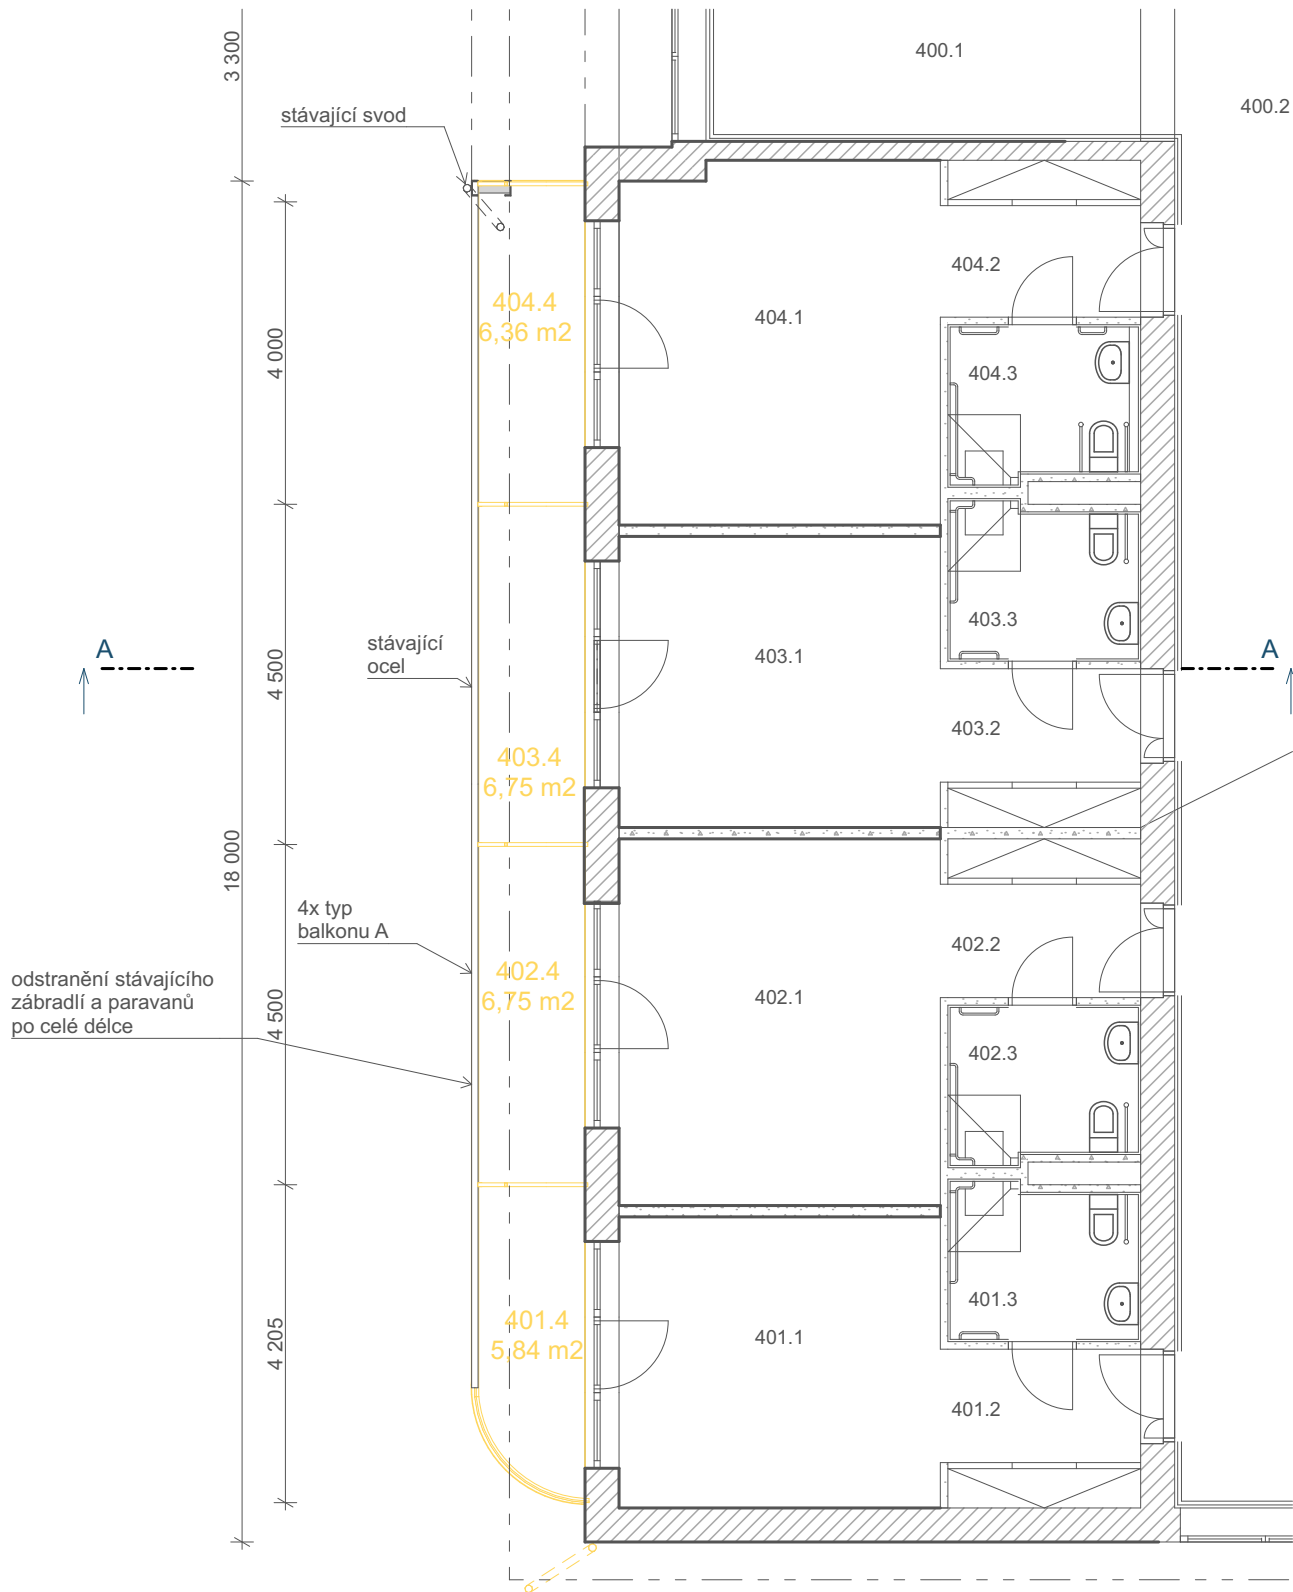 400.1
3 300
400.2
stávající svod
404.2
404.4
6,36 m2
404.1
4 000
404.3
403.3
stávající
ocel
A
A
403.1
4 500
403.2
403.4
6,75 m2
18 000
4x typ
balkonu A
402.2
odstranění stávajícího
zábradlí a paravanů
po celé délce
402.4
6,75 m2
402.1
4 500
402.3
401.3
401.4
5,84 m2
401.1
4 205
401.2